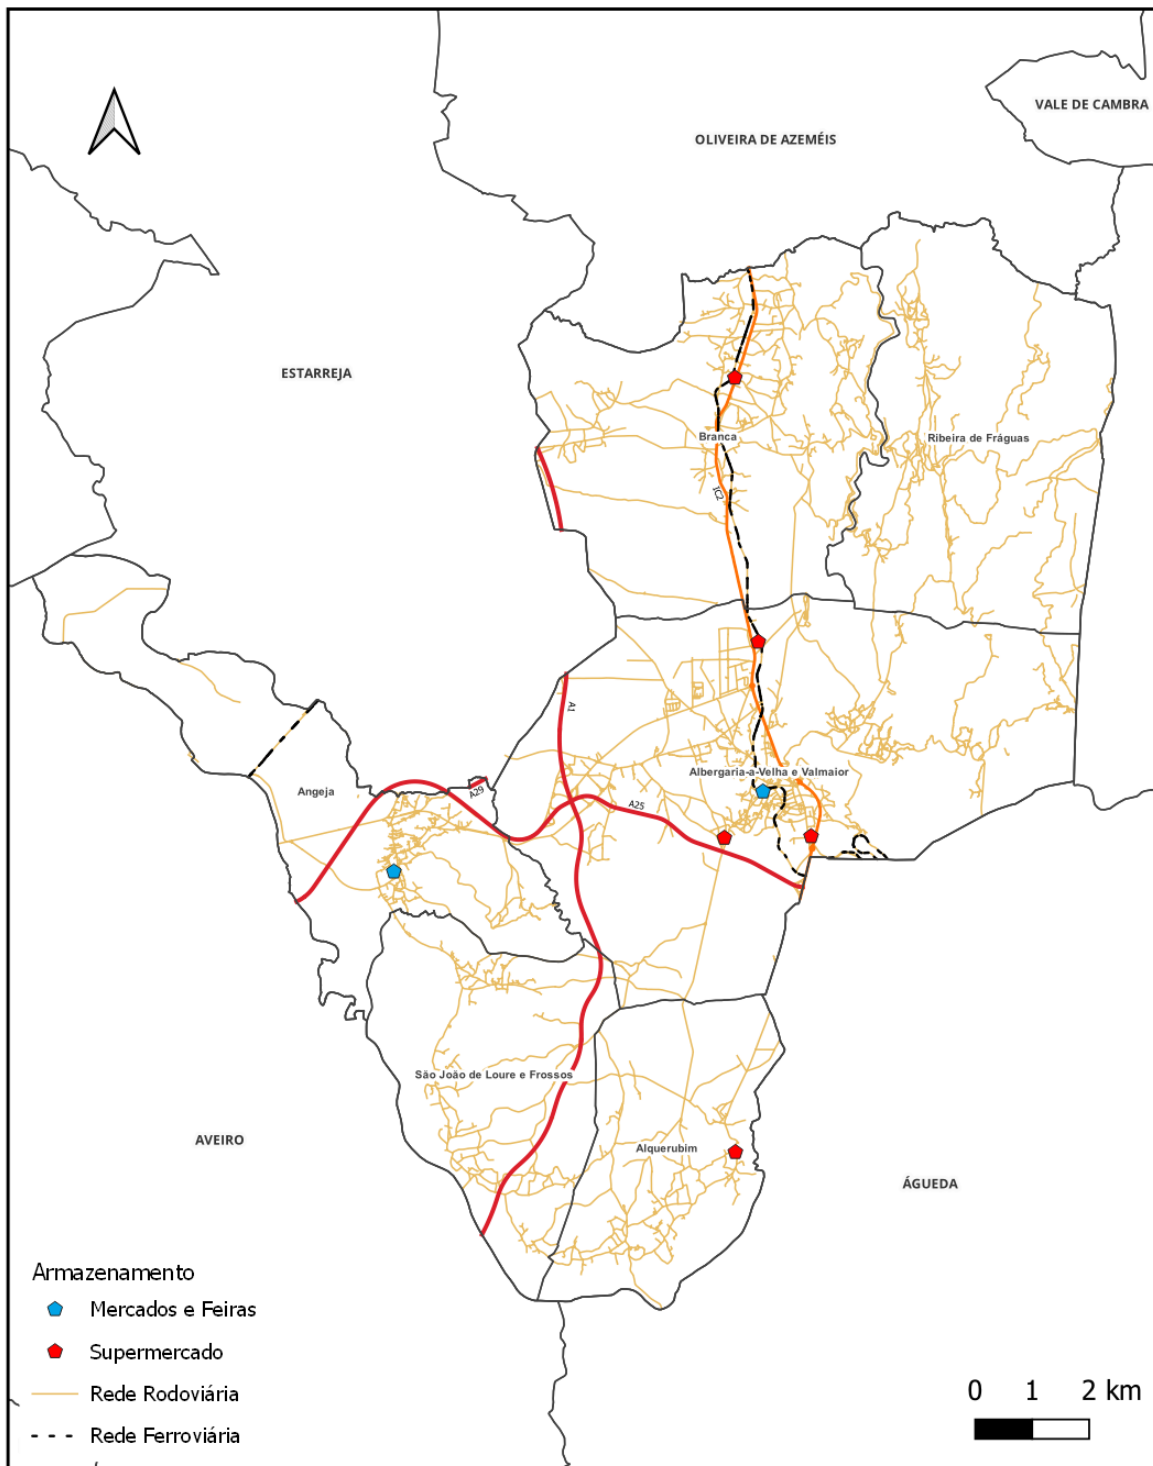 VALE DE CAMBRA
OLIVEIRA DE AZEMÉIS
ESTARREJA
Branca
Ribeira de Fráguas
IC2
A1
Albergaria-a-Velha e Valmaior
Angeja
A29
A25
São João de Loure e Frossos
AVEIRO
Alquerubim
ÁGUEDA
Armazenamento
Mercados e Feiras
Supermercado
Rede Rodoviária
Rede Ferroviária
0 1 2 km